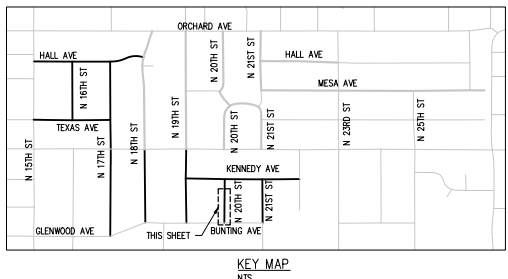 ORCHARD AVE
HALL AVE
N 20TH ST
N 21ST ST
HALL AVE
N 16TH ST
MESA AVE
TEXAS AVE
N 15TH ST
N 17TH ST
N 18TH ST
N 19TH ST
N 20TH ST
N 21ST ST
N 23RD ST
N 25TH ST
KENNEDY AVE
N 20TH ST
N 21ST ST
GLENWOOD AVE
THIS SHEET
BUNTING AVE
KEY MAP
NTS